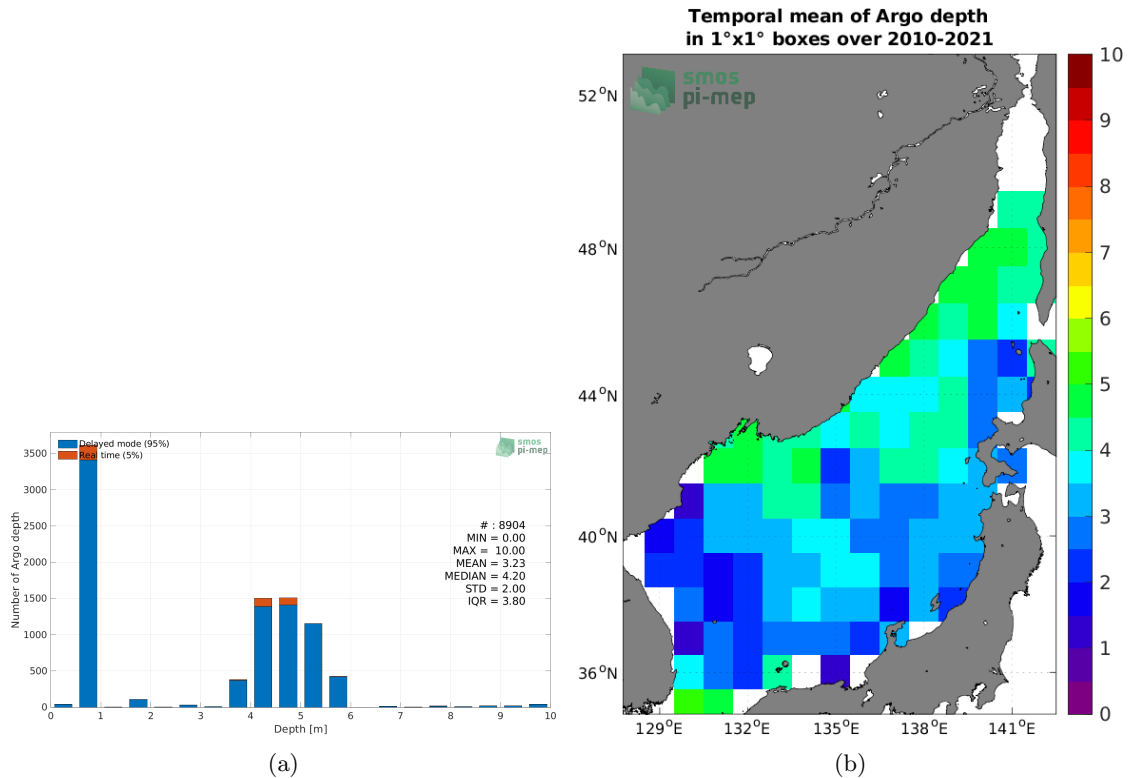 Delayed mode (95%)
Real time (5%)
smos
pi-mep
3500
3000
2500
2000
1500
1000
500
0
Number of Argo depth
# : 8904
MIN = 0.00
MAX = 10.00
MEAN = 3.23
MEDIAN = 4.20
STD = 2.00
IQR = 3.80
0 1 2 3 4 5 6 7 8 9 10
Depth [m]
(a)
Temporal mean of Argo depth
in 1°x1° boxes over 2010-2021
smos
pi-mep
52°N
48°N
44°N
40°N
36°N
129°E 132°E 135°E 138°E 141°E
10
9
8
7
6
5
4
3
2
1
0
(b)